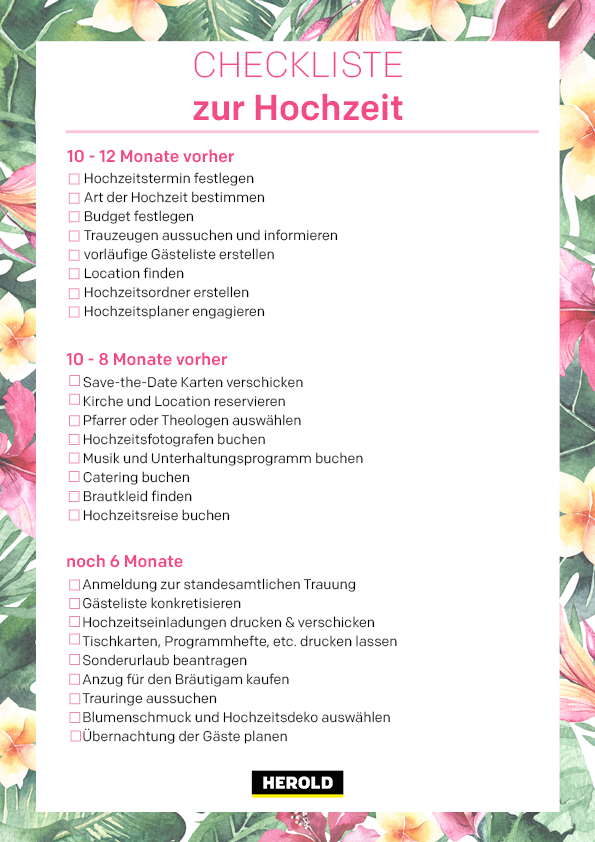 CHECKLISTE
zur Hochzeit
10 - 12 Monate vorher
Hochzeitstermin festlegen
Art der Hochzeit bestimmen
Budget festlegen
Trauzeugen aussuchen und informieren
vorläufige Gästeliste erstellen
Location finden
Hochzeitsordner erstellen
Hochzeitsplaner engagieren
10 - 8 Monate vorher
Save-the-Date Karten verschicken
Kirche und Location reservieren
Pfarrer oder Theologen auswählen
Hochzeitsfotografen buchen
Musik und Unterhaltungsprogramm buchen
Catering buchen
Brautkleid finden
Hochzeitsreise buchen
noch 6 Monate
Anmeldung zur standesamtlichen Trauung
Gästeliste konkretisieren
Hochzeitseinladungen drucken & verschicken
Tischkarten, Programmhefte, etc. drucken lassen
Sonderurlaub beantragen
Anzug für den Bräutigam kaufen
Trauringe aussuchen
Blumenschmuck und Hochzeitsdeko auswählen
Übernachtung der Gäste planen
HEROLD